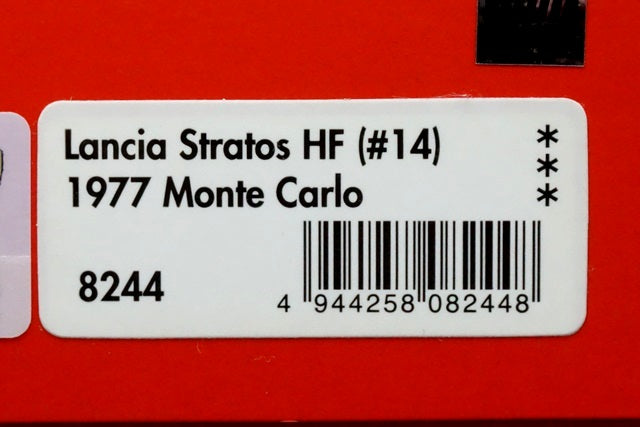 Lancia Stratos HF (#14)
1977 Monte Carlo
***
8244
4 944258 082448